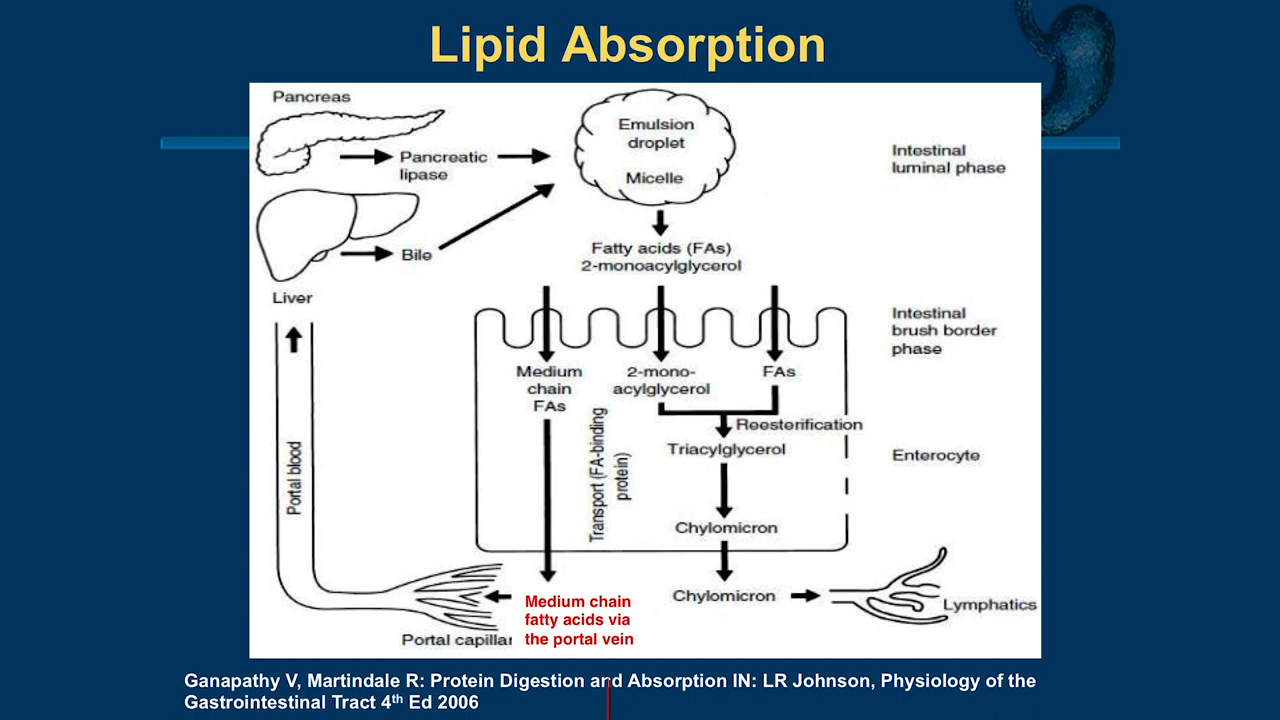 Lipid Absorption
Pancreas
Pancreatic
lipase
Emulsion
droplet
Micelle
Intestinal
luminal phase
Bile
Liver
Fatty acids (FAs)
2-monoacylglycerol
Intestinal
brush border
phase
Medium
chain
FAs
2-mono-
acylglycerol
FAs
Reesterification
Triacylglycerol
Transport (FA-binding
protein)
Enterocyte
Portal blood
Chylomicron
Medium chain
fatty acids via
the portal vein
Chylomicron
Lymphatics
Portal capillar
Ganapathy V, Martindale R: Protein Digestion and Absorption IN: LR Johnson, Physiology of the
Gastrointestinal Tract 4th Ed 2006